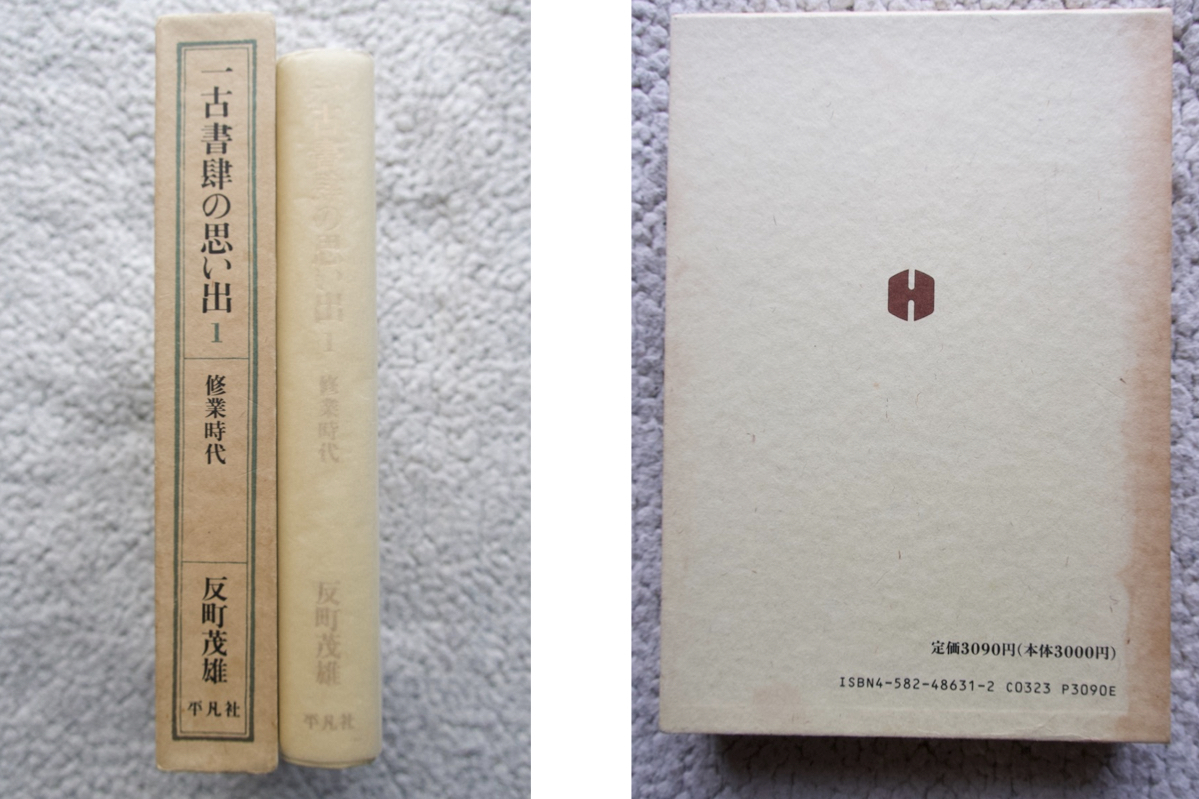 一古書肆の思い出 1
修業時代
反町茂雄
平凡社
一古書肆の思い出 1
修業時代
反町茂雄
平凡社
定価3090円(本体3000円)
ISBN4-582-48631-2 C0323 P3090E